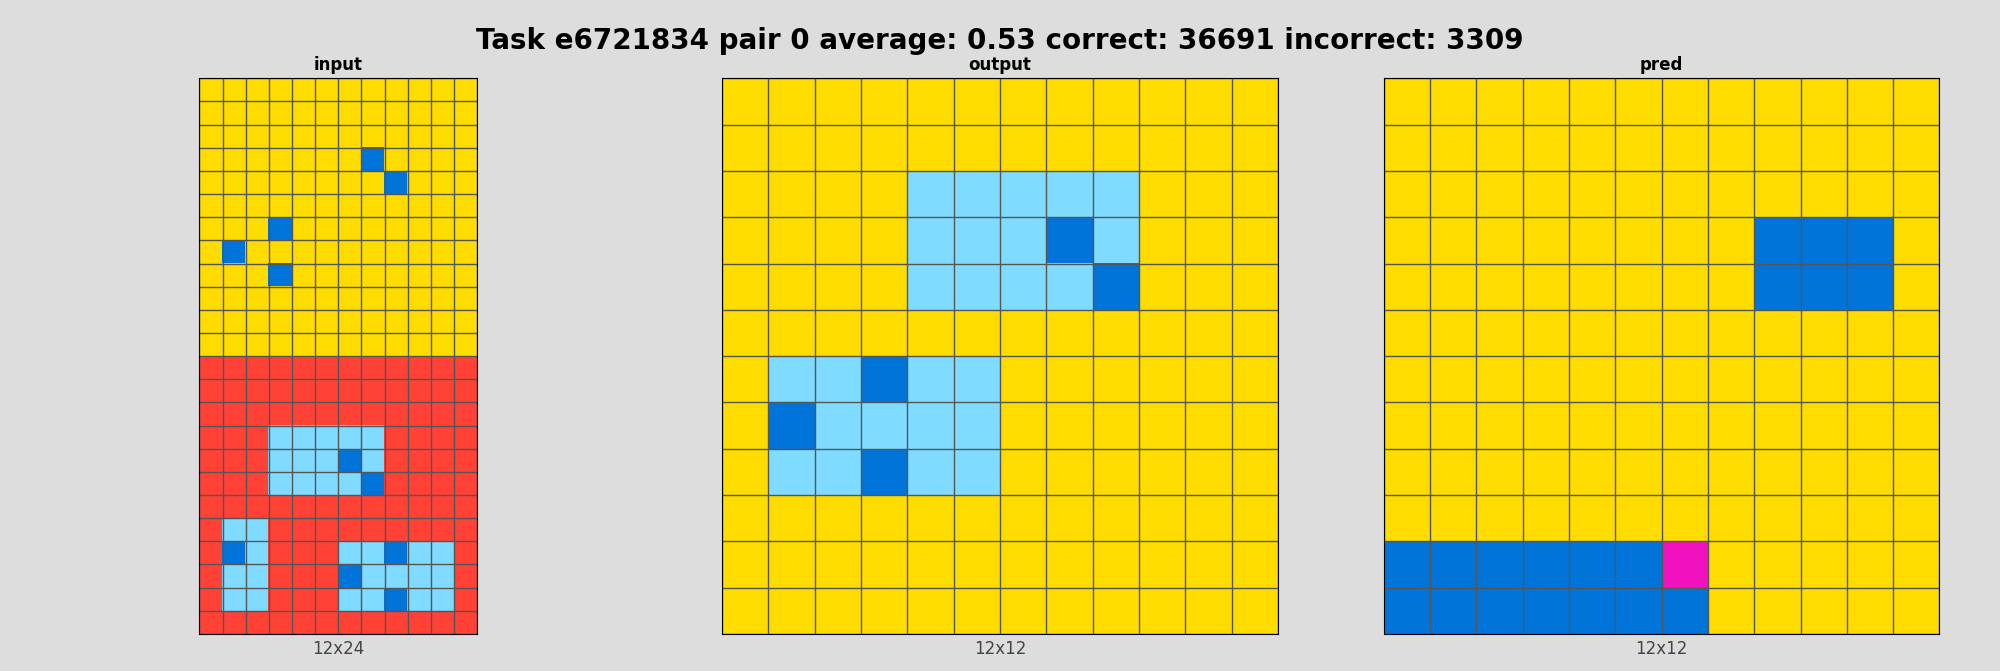 Task e6721834 pair 0 average: 0.53 correct: 36691 incorrect: 3309
input
output
pred
12x24
12x12
12x12